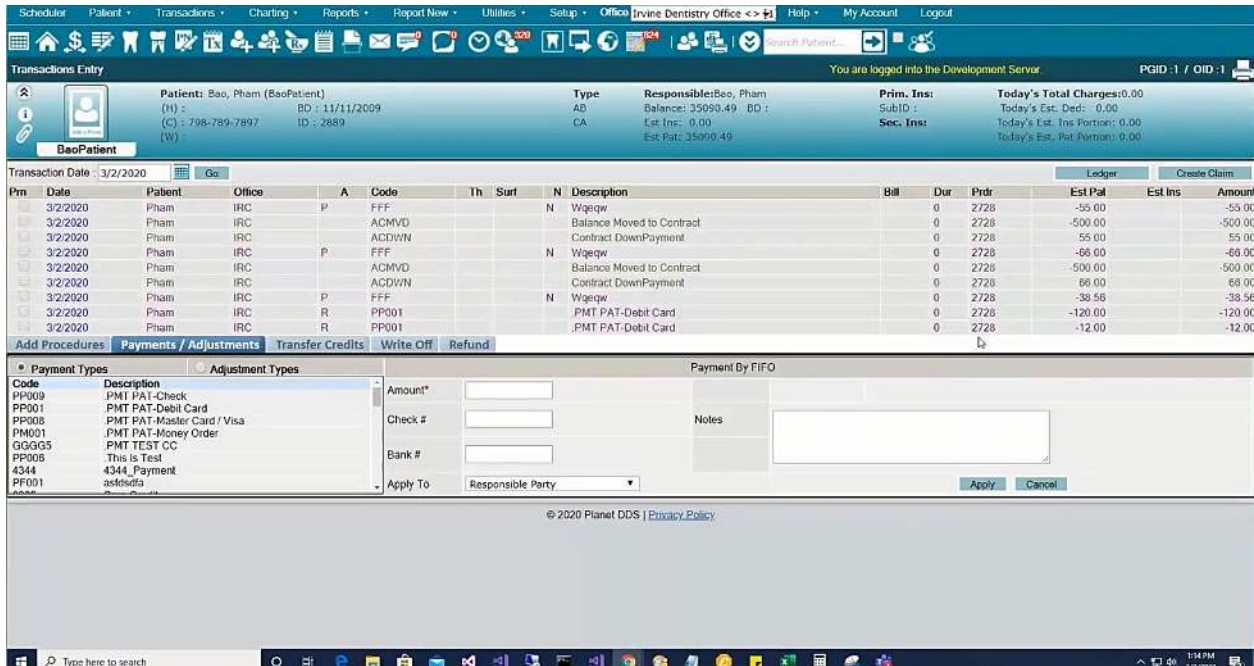 Scheduler Patient Transactions Charting Reports Report New Utilities Setup Office Irvine Dentistry Office <> Help My Account Logout
320 824 Search Patient...
Transactions Entry You are logged into the Development Server. PGID :1 / OID :1
Patient: Bao, Pham (BaoPatient) Type Responsible:Bao, Pham Prim. Ins: Today's Total Charges:0.00
(H) : BD : 11/11/2009 AB Balance: 35090.49 BD : SubID : Today's Est. Ded: 0.00
(C) : 798-789-7897 ID : 2889 CA Est Ins: 0.00 Sec. Ins: Today's Est. Ins Portion: 0.00
(W) : Est Pat: 35090.49 Today's Est. Pat Portion: 0.00
BaoPatient
Transaction Date : 3/2/2020 Go Ledger Create Claim
Prn Date Patient Office A Code Th Surf N Description Bill Dur Prdr Est Pat Est Ins Amount
3/2/2020 Pham IRC P FFF N Wqeqw 0 2728 -55.00 -55.00
3/2/2020 Pham IRC ACMVD Balance Moved to Contract 0 2728 -500.00 -500.00
3/2/2020 Pham IRC ACDWN Contract DownPayment 0 2728 55.00 55.00
3/2/2020 Pham IRC P FFF N Wqeqw 0 2728 -66.00 -66.00
3/2/2020 Pham IRC ACMVD Balance Moved to Contract 0 2728 -500.00 -500.00
3/2/2020 Pham IRC ACDWN Contract DownPayment 0 2728 66.00 66.00
3/2/2020 Pham IRC P FFF N Wqeqw 0 2728 -38.56 -38.56
3/2/2020 Pham IRC R PP001 .PMT PAT-Debit Card 0 2728 -120.00 -120.00
3/2/2020 Pham IRC R PP001 .PMT PAT-Debit Card 0 2728 -12.00 -12.00
Add Procedures Payments / Adjustments Transfer Credits Write Off Refund
Payment Types Adjustment Types Payment By FIFO
Code Description
PP009 .PMT PAT-Check
PP001 .PMT PAT-Debit Card
PP008 .PMT PAT-Master Card / Visa
PM001 .PMT PAT-Money Order
GGGG5 .PMT TEST CC
PP006 .This Is Test
4344 4344_Payment
PF001 asfdsdfa
Amount*
Check # Notes
Bank #
Apply To Responsible Party Apply Cancel
© 2020 Planet DDS | Privacy Policy
Type here to search 1:14 PM